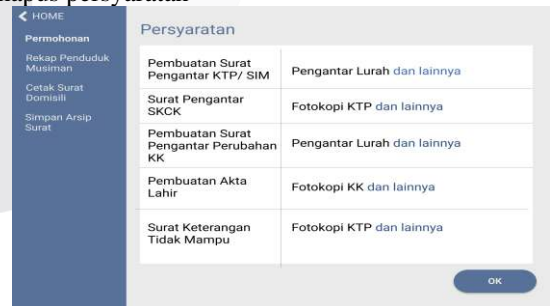 HOME
Permohonan
Rekap Penduduk
Musiman
Cetak Surat
Domisili
Simpan Arsip
Surat
Persyaratan
Pembuatan Surat
Pengantar KTP/ SIM
Pengantar Lurah dan lainnya
Surat Pengantar
SKCK
Fotokopi KTP dan lainnya
Pembuatan Surat
Pengantar Perubahan
KK
Pengantar Lurah dan lainnya
Pembuatan Akta
Lahir
Fotokopi KK dan lainnya
Surat Keterangan
Tidak Mampu
Fotokopi KTP dan lainnya
OK